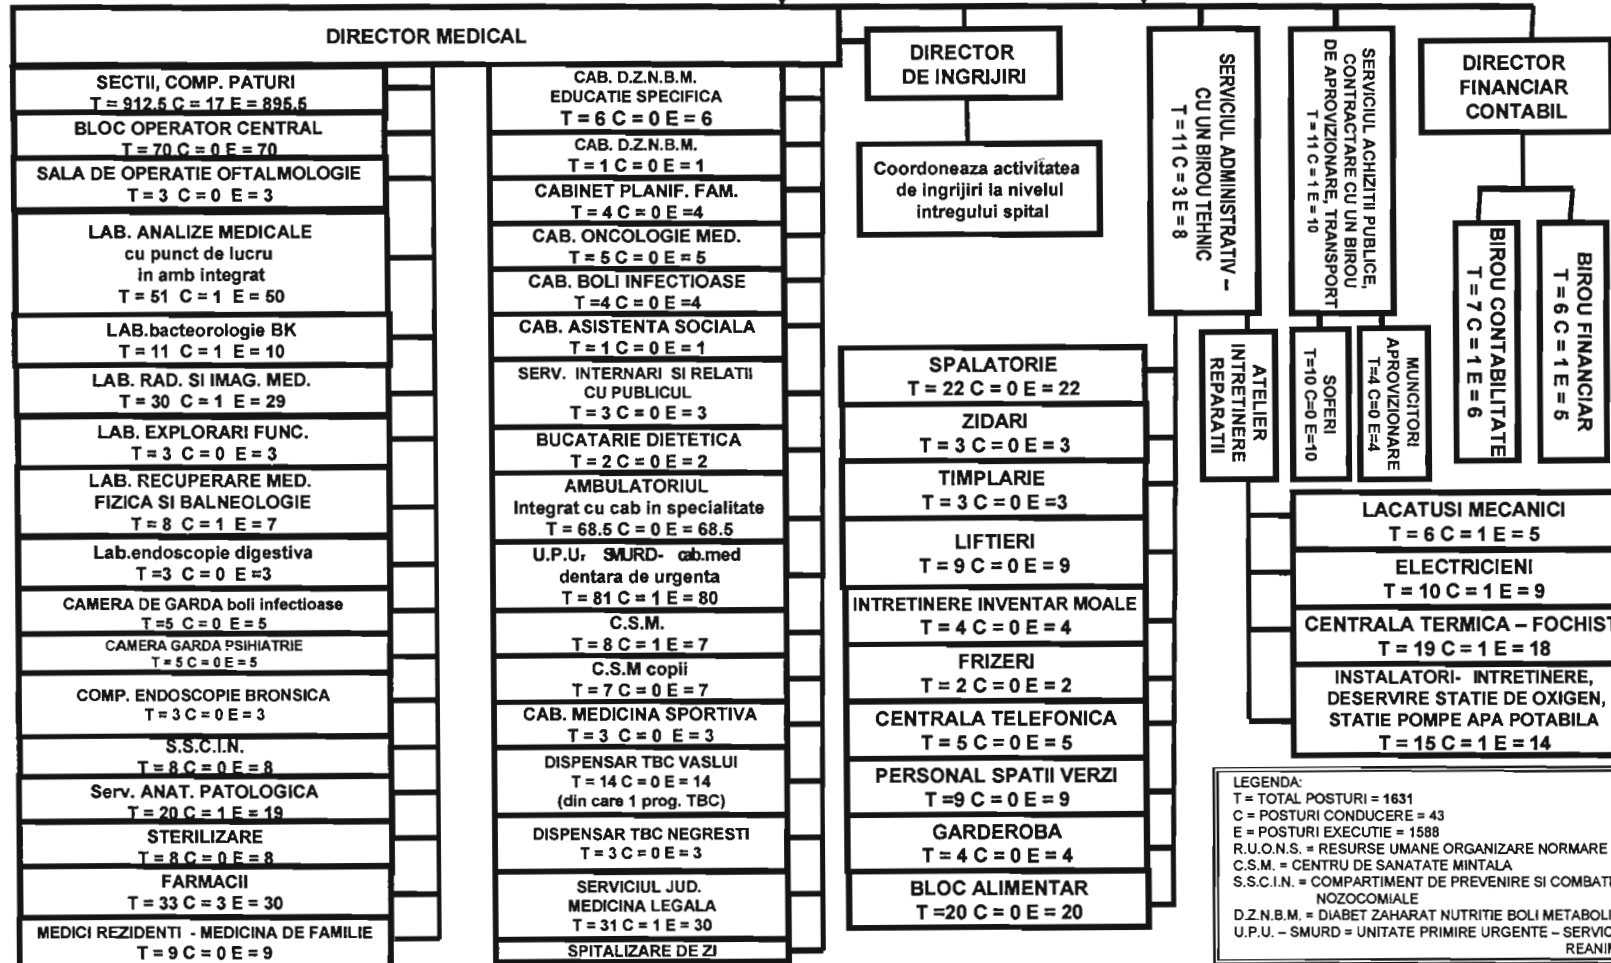 DIRECTOR MEDICAL
SECTII, COMP. PATURI
T = 912.5 C = 17 E = 895.5
BLOC OPERATOR CENTRAL
T = 70 C = 0 E = 70
SALA DE OPERATIE OFTALMOLOGIE
T = 3 C = 0 E = 3
LAB. ANALIZE MEDICALE
cu punct de lucru
in amb integrat
T = 51 C = 1 E = 50
LAB.bacteorologie BK
T = 11 C = 1 E = 10
LAB. RAD. SI IMAG. MED.
T = 30 C = 1 E = 29
LAB. EXPLORARI FUNC.
T = 3 C = 0 E = 3
LAB. RECUPERARE MED.
FIZICA SI BALNEOLOGIE
T = 8 C = 1 E = 7
Lab.endoscopie digestiva
T =3 C = 0 E =3
CAMERA DE GARDA boli infectioase
T =5 C = 0 E = 5
CAMERA GARDA PSIHIATRIE
T = 5 C = 0 E = 5
COMP. ENDOSCOPIE BRONSICA
T = 3 C = 0 E = 3
S.S.C.I.N.
T = 8 C = 0 E = 8
Serv. ANAT. PATOLOGICA
T = 20 C = 1 E = 19
STERILIZARE
T = 8 C = 0 E = 8
FARMACII
T = 33 C = 3 E = 30
MEDICI REZIDENTI - MEDICINA DE FAMILIE
T = 9 C = 0 E = 9
CAB. D.Z.N.B.M.
EDUCATIE SPECIFICA
T = 6 C = 0 E = 6
CAB. D.Z.N.B.M.
T = 1 C = 0 E = 1
CABINET PLANIF. FAM.
T = 4 C = 0 E =4
CAB. ONCOLOGIE MED.
T = 5 C = 0 E = 5
CAB. BOLI INFECTIOASE
T =4 C = 0 E =4
CAB. ASISTENTA SOCIALA
T = 1 C = 0 E = 1
SERV. INTERNARI SI RELATII
CU PUBLICUL
T = 3 C = 0 E = 3
BUCATARIE DIETETICA
T = 2 C = 0 E = 2
AMBULATORIUL
Integrat cu cab in specialitate
T = 68.5 C = 0 E = 68.5
U.P.Ur SMURD- cab.med
dentara de urgenta
T = 81 C = 1 E = 80
C.S.M.
T = 8 C = 1 E = 7
C.S.M copii
T = 7 C = 0 E = 7
CAB. MEDICINA SPORTIVA
T = 3 C = 0 E = 3
DISPENSAR TBC VASLUI
T = 14 C = 0 E = 14
(din care 1 prog. TBC)
DISPENSAR TBC NEGRESTI
T = 3 C = 0 E = 3
SERVICIUL JUD.
MEDICINA LEGALA
T = 31 C = 1 E = 30
SPITALIZARE DE ZI
DIRECTOR
DE INGRIJIRI
Coordoneaza activitatea
de ingrijiri la nivelul
intregului spital
SERVICIUL ADMINISTRATIV –
CU UN BIROU TEHNIC
T = 11 C = 3 E = 8
SPALATORIE
T = 22 C = 0 E = 22
ZIDARI
T = 3 C = 0 E = 3
TIMPLARIE
T = 3 C = 0 E =3
LIFTIERI
T = 9 C = 0 E = 9
INTRETINERE INVENTAR MOALE
T = 4 C = 0 E = 4
FRIZERI
T = 2 C = 0 E = 2
CENTRALA TELEFONICA
T = 5 C = 0 E = 5
PERSONAL SPATII VERZI
T =9 C = 0 E = 9
GARDEROBA
T = 4 C = 0 E = 4
BLOC ALIMENTAR
T =20 C = 0 E = 20
ATELIER
INTRETINERE
REPARATII
LACATUSI MECANICI
T = 6 C = 1 E = 5
ELECTRICIENI
T = 10 C = 1 E = 9
CENTRALA TERMICA – FOCHIST
T = 19 C = 1 E = 18
INSTALATORI- INTRETINERE,
DESERVIRE STATIE DE OXIGEN,
STATIE POMPE APA POTABILA
T = 15 C = 1 E = 14
SERVICIUL ACHIZITII PUBLICE,
CONTRACTARE CU UN BIROU
DE APROVIZIONARE, TRANSPORT
T = 11 C = 1 E = 10
SOFERI
T=10 C=0 E=10
MUNCITORI
APROVIZIONARE
T=4 C=0 E=4
DIRECTOR
FINANCIAR
CONTABIL
BIROU CONTABILITATE
T = 7 C = 1 E = 6
BIROU FINANCIAR
T = 6 C = 1 E = 5
LEGENDA:
T = TOTAL POSTURI = 1631
C = POSTURI CONDUCERE = 43
E = POSTURI EXECUTIE = 1588
R.U.O.N.S. = RESURSE UMANE ORGANIZARE NORMARE
C.S.M. = CENTRU DE SANATATE MINTALA
S.S.C.I.N. = COMPARTIMENT DE PREVENIRE SI COMBAT
NOZOCOMIALE
D.Z.N.B.M. = DIABET ZAHARAT NUTRITIE BOLI METABOLI
U.P.U. – SMURD = UNITATE PRIMIRE URGENTE – SERVIC
REANIM